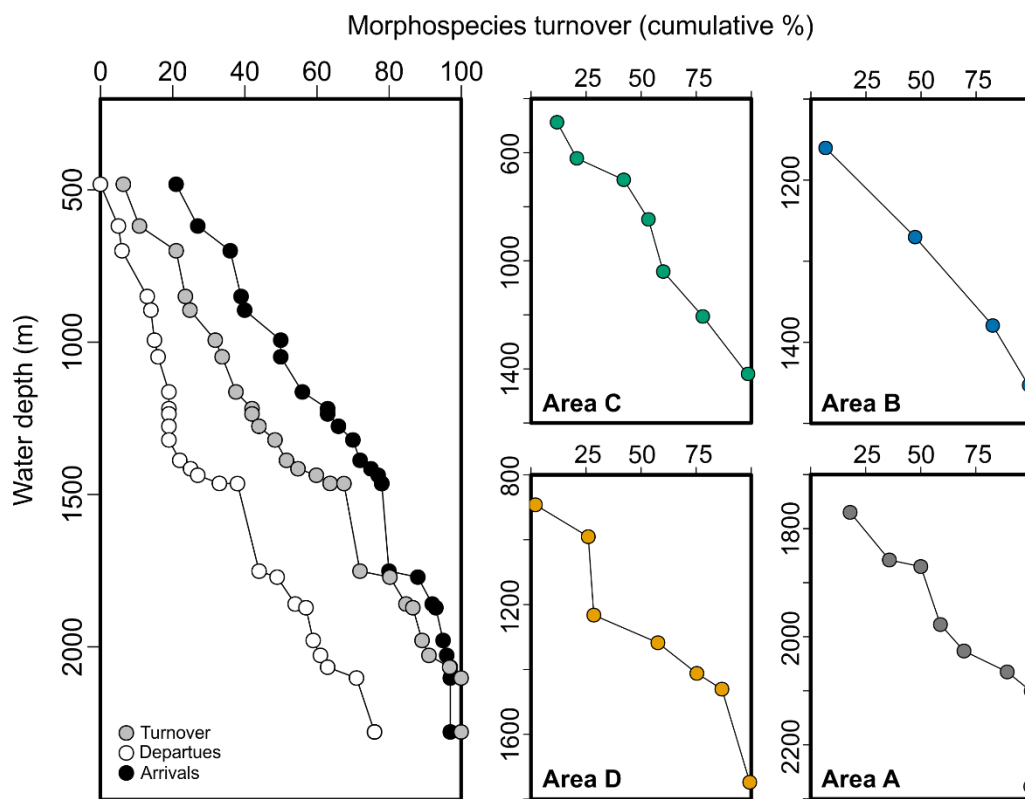 Morphospecies turnover (cumulative %)
0 20 40 60 80 100
25 50 75
25 50 75
Water depth (m)
500
1000
1500
2000
600
1000
1400
Area C
1200
1400
Area B
25 50 75
25 50 75
800
1200
1600
Area D
1800
2000
2200
Area A
Turnover
Departues
Arrivals